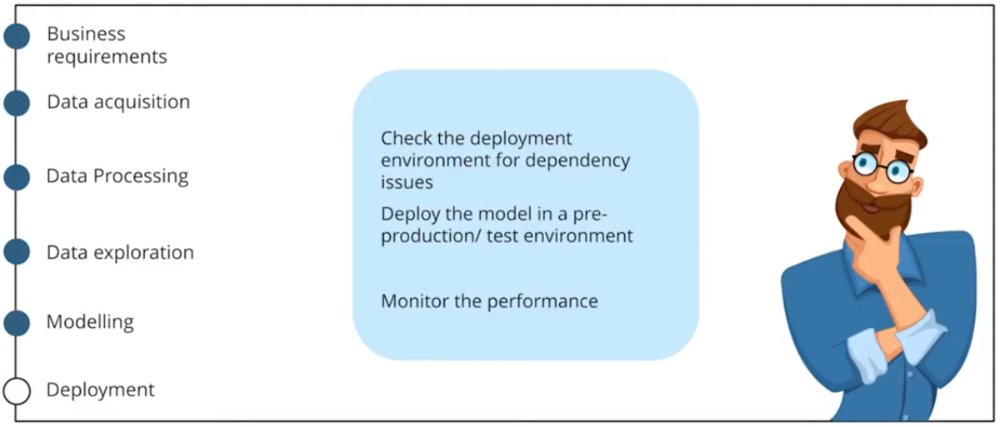 Business
requirements
Data acquisition
Data Processing
Data exploration
Modelling
Deployment
Check the deployment
environment for dependency
issues
Deploy the model in a pre-
production/ test environment
Monitor the performance